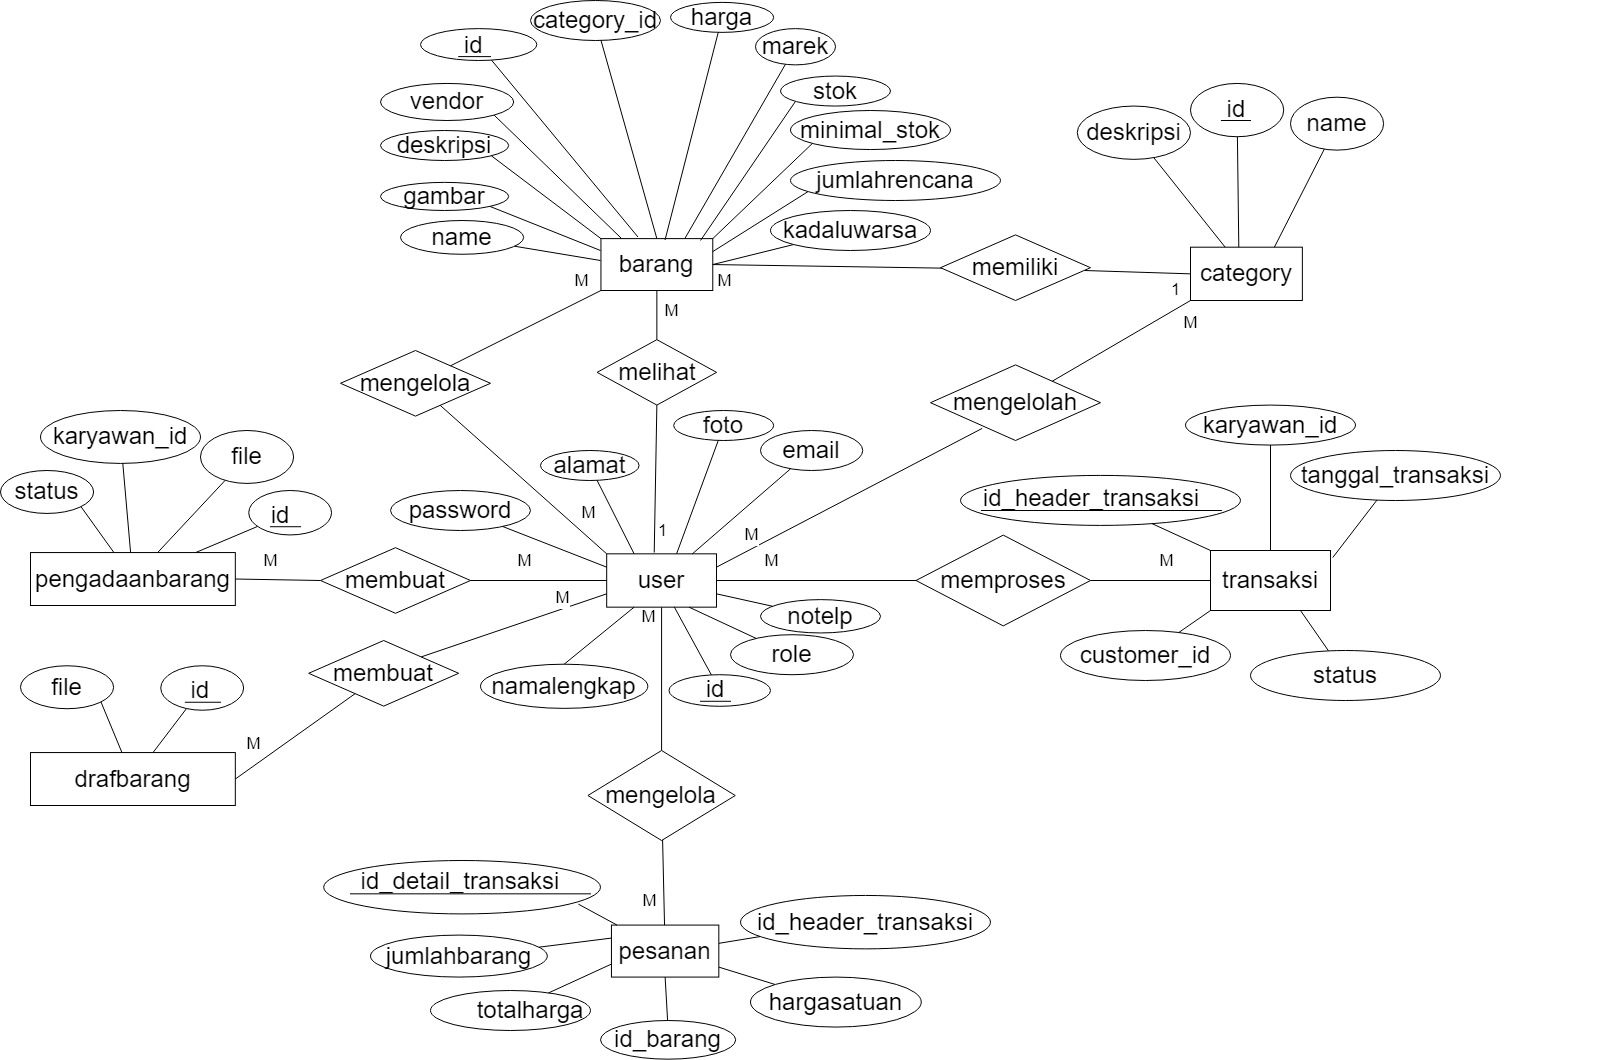 category_id
harga
id
marek
vendor
stok
deskripsi
minimal_stok
gambar
jumlahrencana
name
kadaluwarsa
barang
M
M
M
memiliki
deskripsi
id
name
category
1
M
mengelola
melihat
mengelolah
karyawan_id
file
status
id
pengadaanbarang
M
membuat
M
password
alamat
foto
email
M
1
M
M
user
M
M
memproses
M
karyawan_id
id_header_transaksi
tanggal_transaksi
transaksi
customer_id
status
notelp
role
id
namalengkap
file
id
membuat
M
drafbarang
mengelola
M
id_detail_transaksi
id_header_transaksi
pesanan
jumlahbarang
totalharga
hargasatuan
id_barang